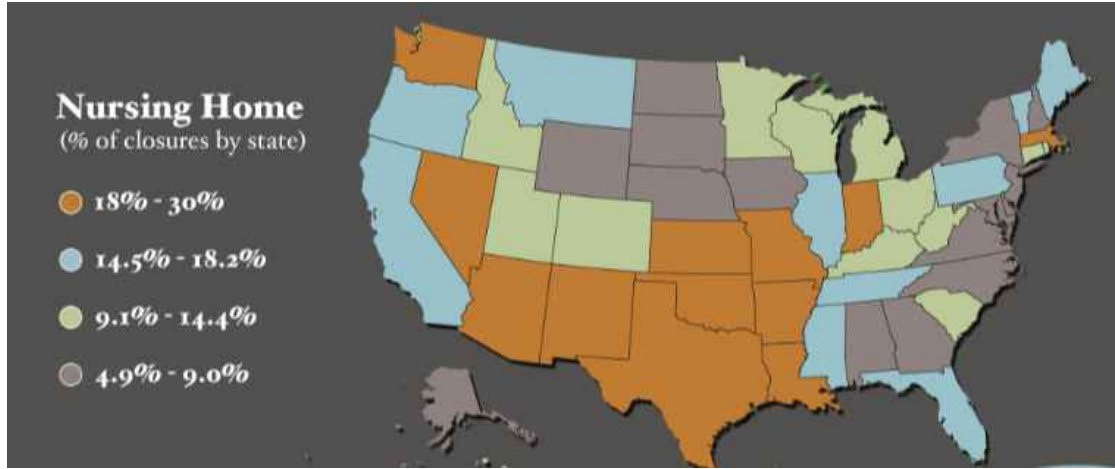 Nursing Home
(% of closures by state)
18% - 30%
14.5% - 18.2%
9.1% - 14.4%
4.9% - 9.0%